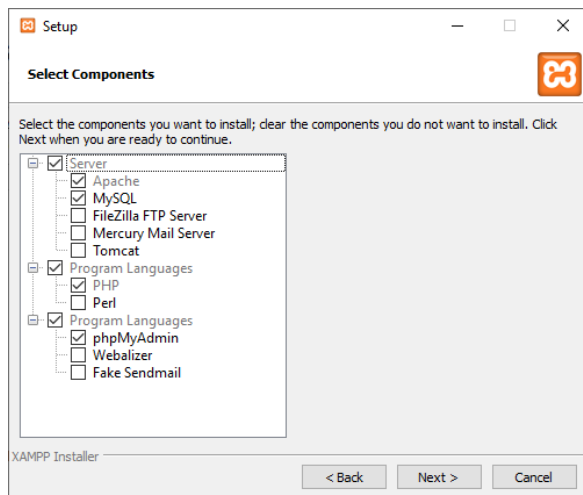 Setup
Select Components
Select the components you want to install; clear the components you do not want to install. Click
Next when you are ready to continue.
Server
Apache
MySQL
FileZilla FTP Server
Mercury Mail Server
Tomcat
Program Languages
PHP
Perl
Program Languages
phpMyAdmin
Webalizer
Fake Sendmail
XAMPP Installer
< Back Next > Cancel